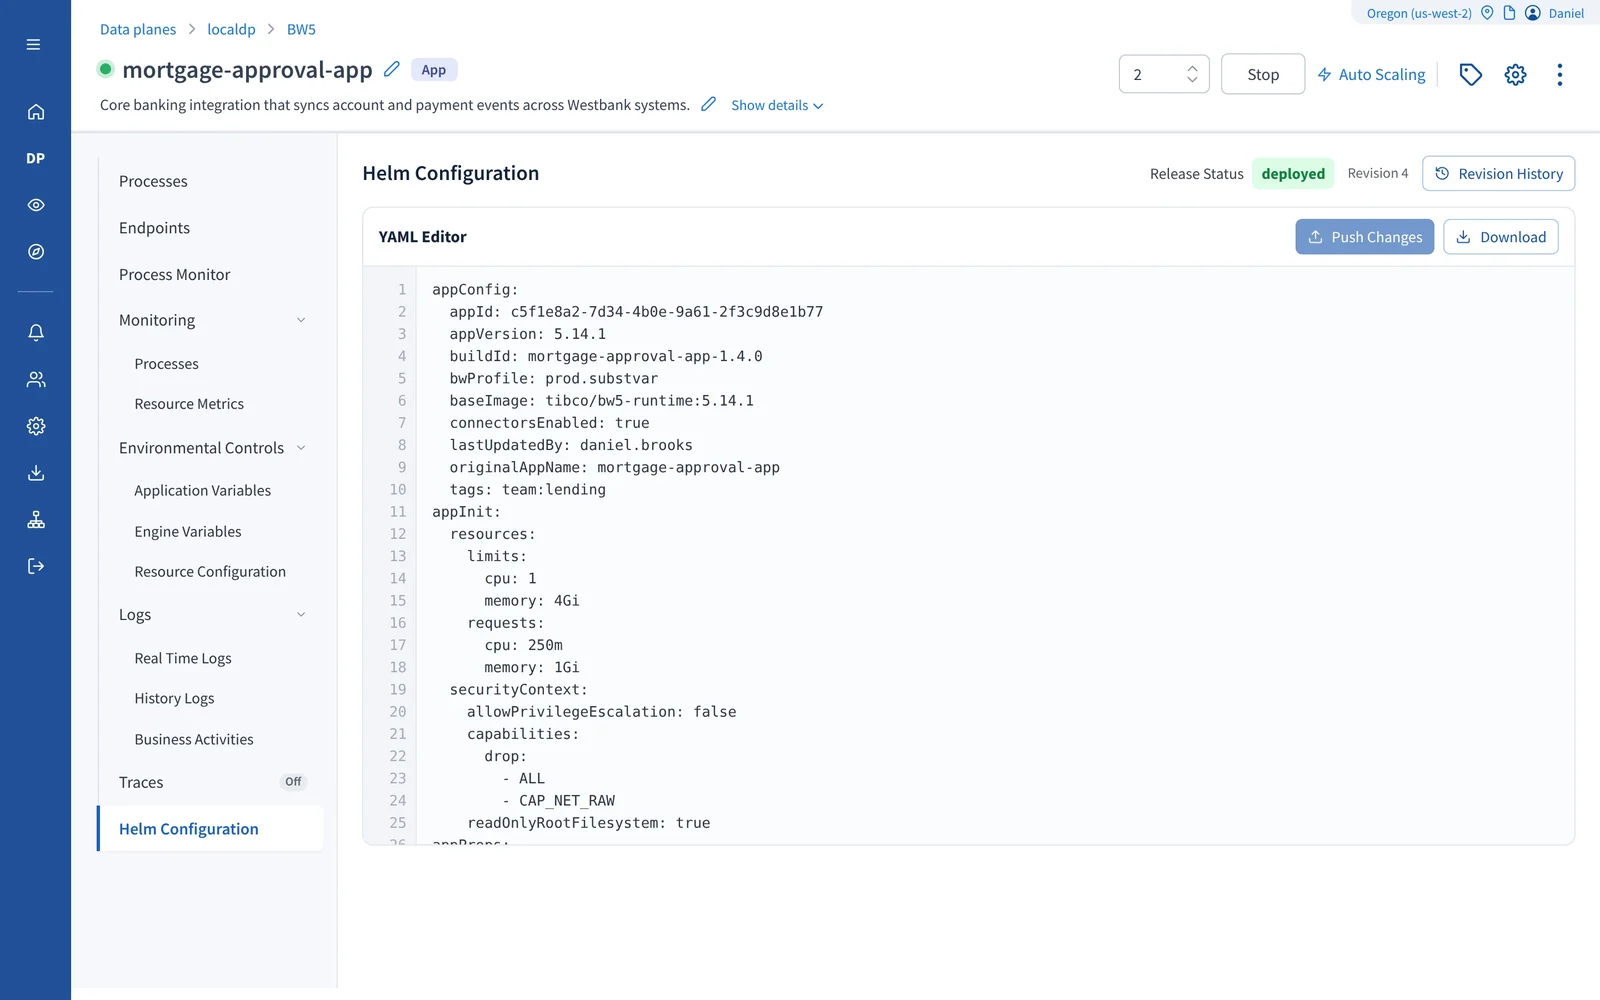 Oregon (us-west-2) Daniel
Data planes > localdp > BW5
mortgage-approval-app App
2 Stop Auto Scaling
Core banking integration that syncs account and payment events across Westbank systems. Show details
DP
Processes
Endpoints
Process Monitor
Monitoring
Processes
Resource Metrics
Environmental Controls
Application Variables
Engine Variables
Resource Configuration
Logs
Real Time Logs
History Logs
Business Activities
Traces Off
Helm Configuration
Helm Configuration
Release Status deployed Revision 4 Revision History
YAML Editor Push Changes Download
1 appConfig:
2 appId: c5f1e8a2-7d34-4b0e-9a61-2f3c9d8e1b77
3 appVersion: 5.14.1
4 buildId: mortgage-approval-app-1.4.0
5 bwProfile: prod.substvar
6 baseImage: tibco/bw5-runtime:5.14.1
7 connectorsEnabled: true
8 lastUpdatedBy: daniel.brooks
9 originalAppName: mortgage-approval-app
10 tags: team:lending
11 appInit:
12 resources:
13 limits:
14 cpu: 1
15 memory: 4Gi
16 requests:
17 cpu: 250m
18 memory: 1Gi
19 securityContext:
20 allowPrivilegeEscalation: false
21 capabilities:
22 drop:
23 - ALL
24 - CAP_NET_RAW
25 readOnlyRootFilesystem: true
26 appProps: